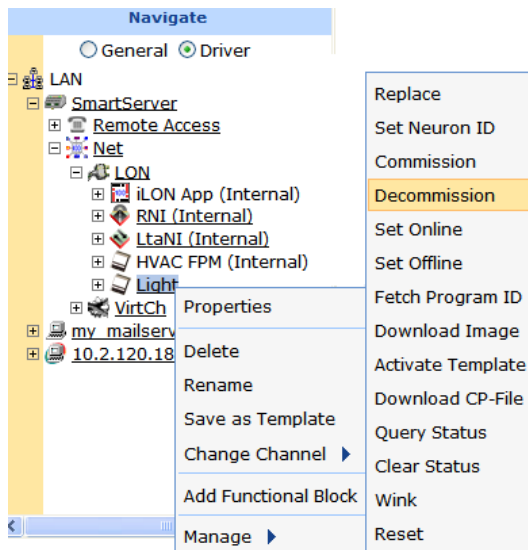 Navigate
General Driver
LAN
SmartServer
Remote Access
Net
LON
iLON App (Internal)
RNI (Internal)
LtaNI (Internal)
HVAC FPM (Internal)
Light
VirtCh
my_mailserv
10.2.120.18
Properties
Delete
Rename
Save as Template
Change Channel
Add Functional Block
Manage
Replace
Set Neuron ID
Commission
Decommission
Set Online
Set Offline
Fetch Program ID
Download Image
Activate Template
Download CP-File
Query Status
Clear Status
Wink
Reset